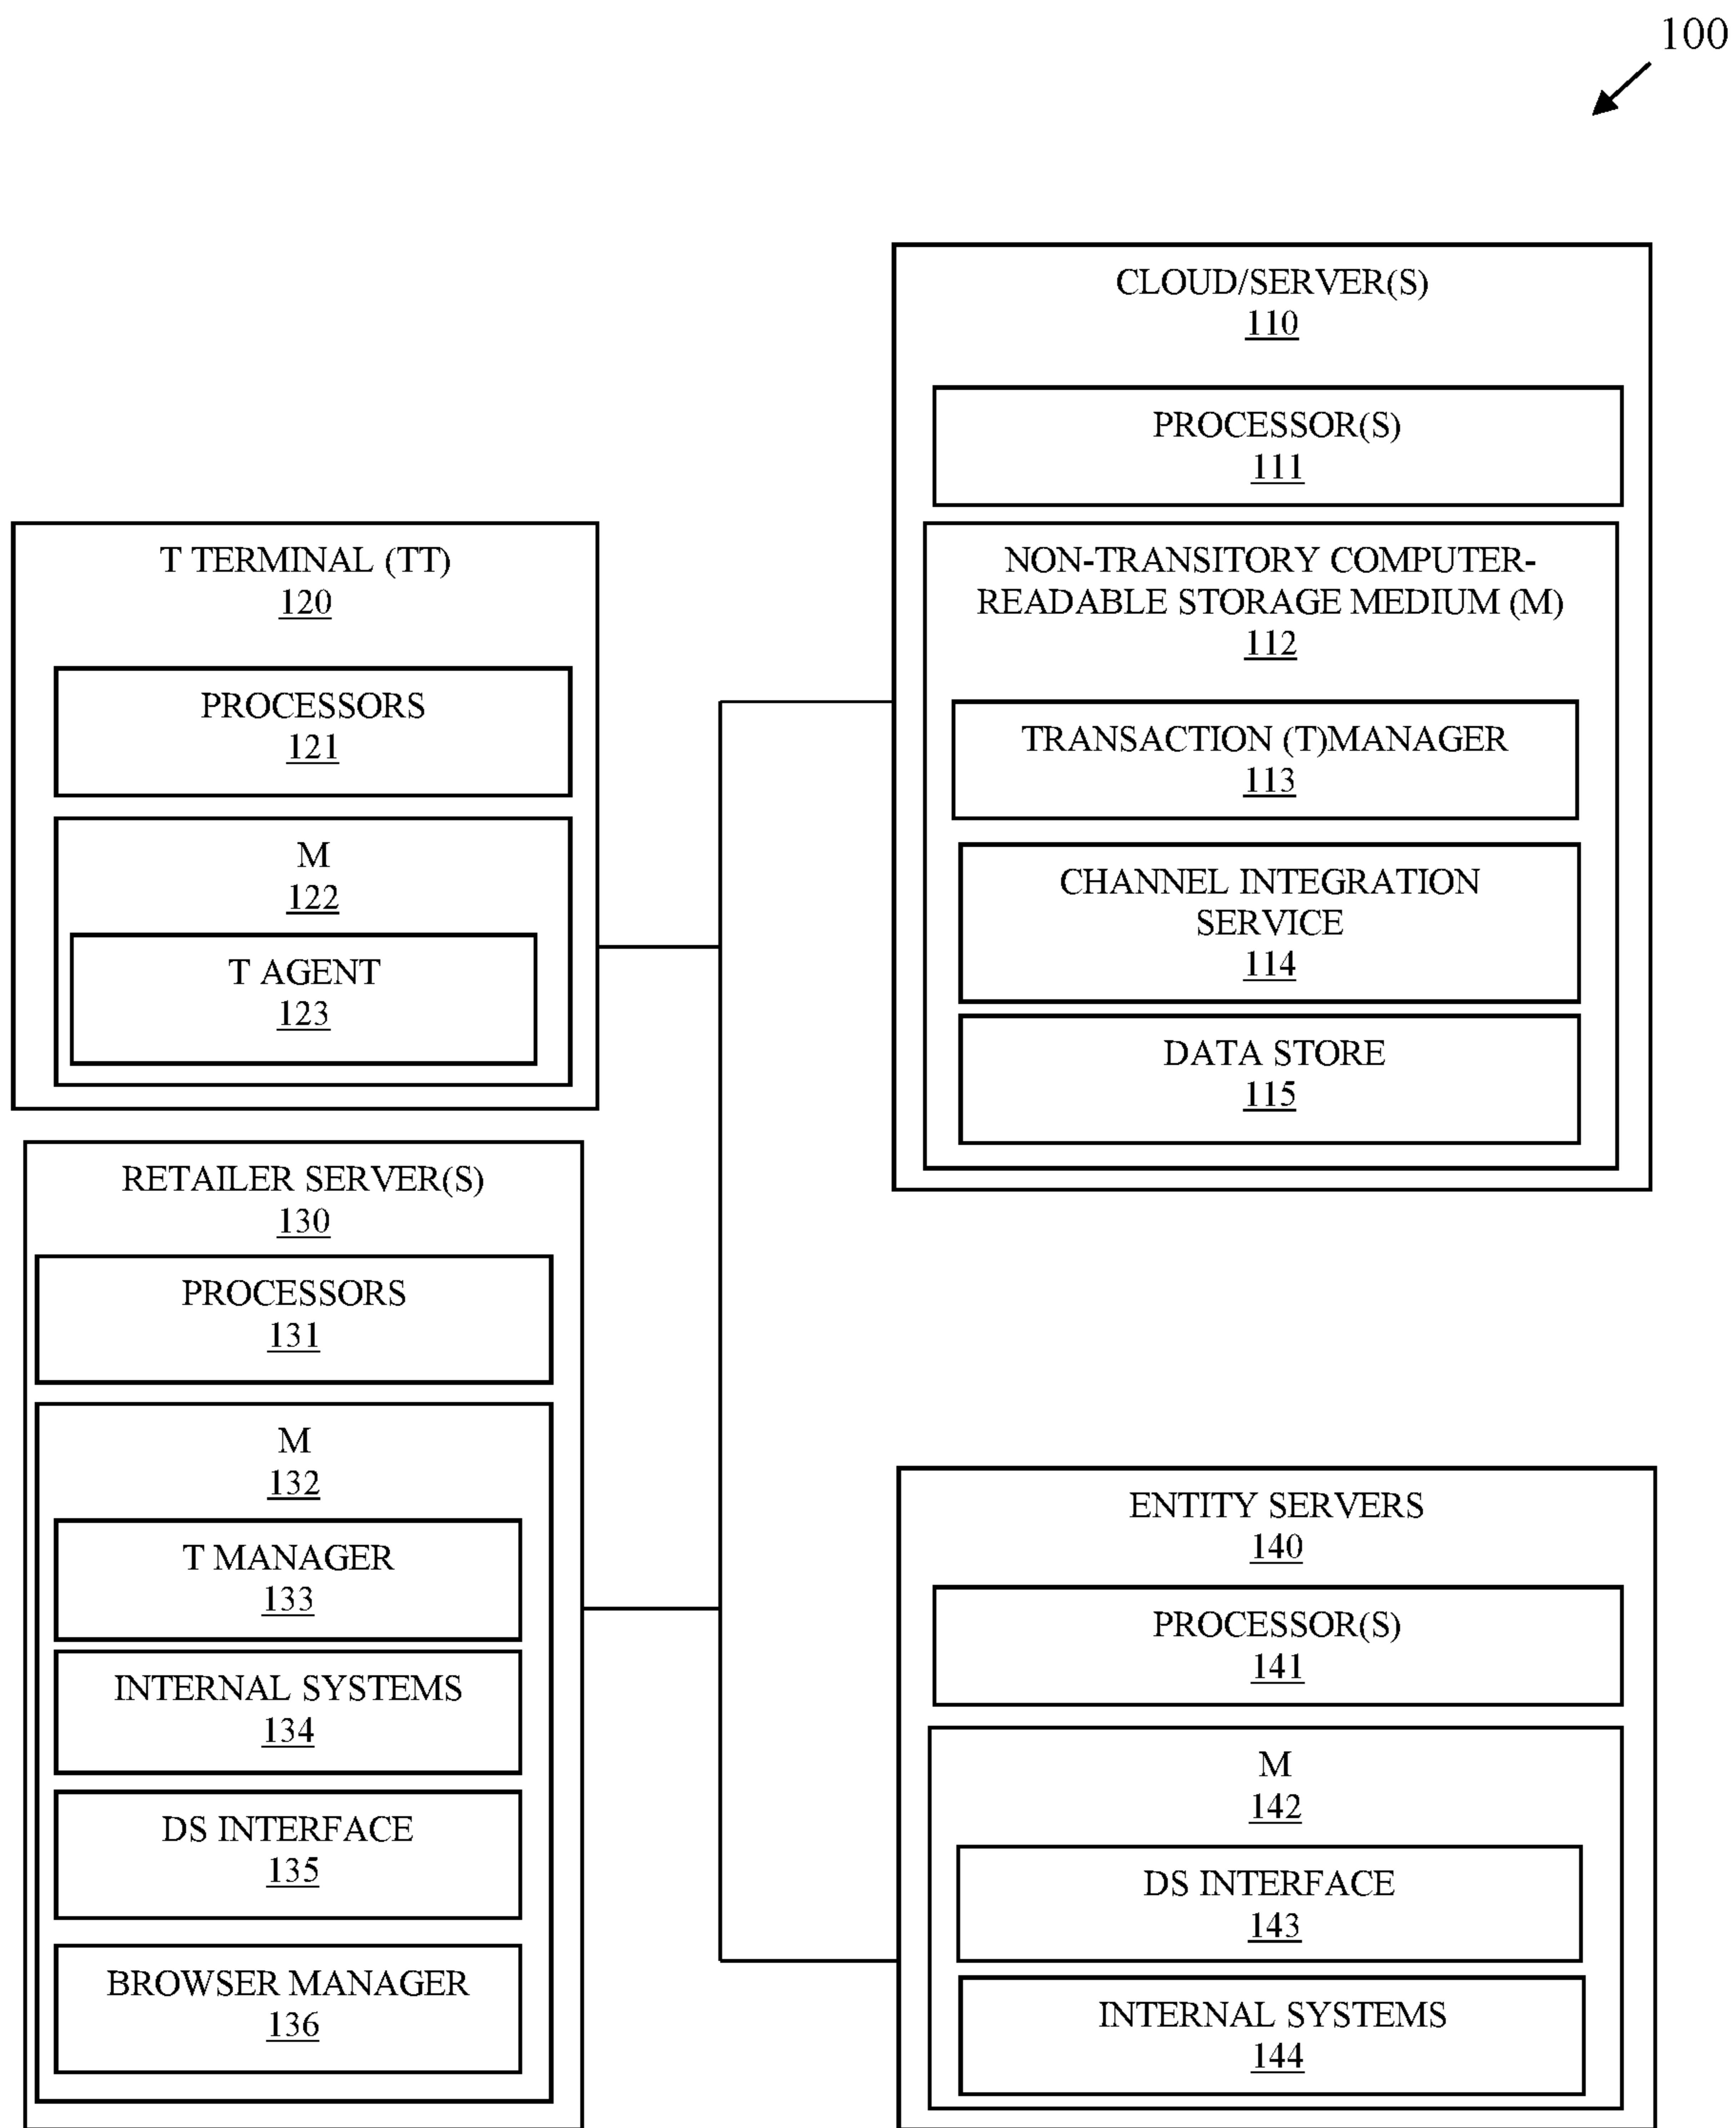 100
CLOUD/SERVER(S)
110
PROCESSOR(S)
111
NON-TRANSITORY COMPUTER-
READABLE STORAGE MEDIUM (M)
112
TRANSACTION (T)MANAGER
113
CHANNEL INTEGRATION
SERVICE
114
DATA STORE
115
T TERMINAL (TT)
120
PROCESSORS
121
M
122
T AGENT
123
RETAILER SERVER(S)
130
PROCESSORS
131
M
132
T MANAGER
133
INTERNAL SYSTEMS
134
DS INTERFACE
135
BROWSER MANAGER
136
ENTITY SERVERS
140
PROCESSOR(S)
141
M
142
DS INTERFACE
143
INTERNAL SYSTEMS
144